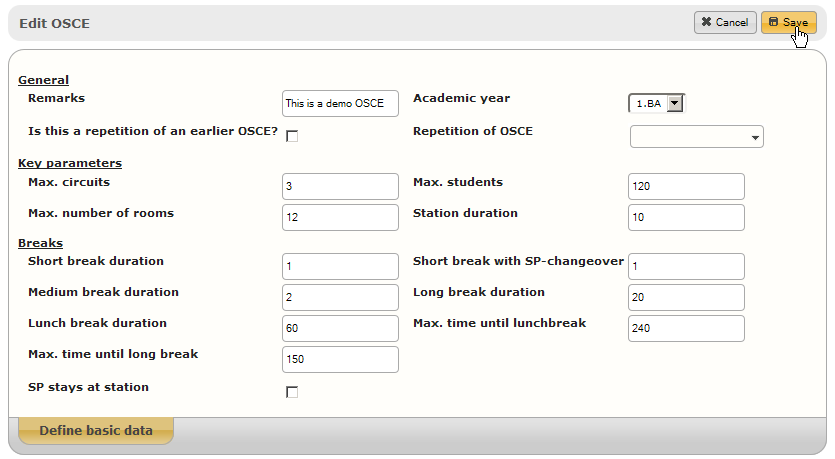 Edit OSCE
Cancel
Save
General
Remarks This is a demo OSCE Academic year 1.BA
Is this a repetition of an earlier OSCE? Repetition of OSCE
Key parameters
Max. circuits 3 Max. students 120
Max. number of rooms 12 Station duration 10
Breaks
Short break duration 1 Short break with SP-changeover 1
Medium break duration 2 Long break duration 20
Lunch break duration 60 Max. time until lunchbreak 240
Max. time until long break 150
SP stays at station
Define basic data